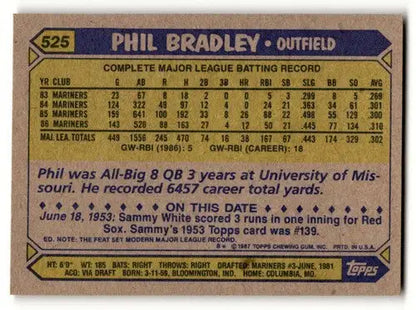 525 PHIL BRADLEY • OUTFIELD
COMPLETE MAJOR LEAGUE BATTING RECORD
YR CLUB G AB R H 2B 3B HR RBI SB SLG BB SO AVG
83 MARINERS 23 67 8 18 2 0 0 5 3 .299 8 5 .269
84 MARINERS 124 322 49 97 12 4 0 24 21 .363 34 61 .301
85 MARINERS 159 641 100 192 33 8 26 88 22 .498 55 129 .300
86 MARINERS 143 526 88 163 27 4 12 50 21 .445 77 134 .310
MAJ. LEA. TOTALS 449 1556 245 470 74 16 38 167 67 .443 174 329 .302
GW-RBI (1986): 5 GW-RBI (CAREER): 18
Phil was All-Big 8 QB 3 years at University of Mis-
souri. He recorded 6457 career total yards.
♦ ♦ ♦ ♦ ♦ ON THIS DATE ♦ ♦ ♦ ♦ ♦
June 18, 1953: Sammy White scored 3 runs in one inning for Red
Sox. Sammy's 1953 Topps card was #139.
ED. NOTE: THE FEAT SET MODERN MAJOR LEAGUE RECORD. ©1987 TOPPS CHEWING GUM, INC. PRTD. IN U.S.A.
HT: 6'0" WT: 185 BATS: RIGHT THROWS: RIGHT DRAFTED: MARINERS #3-JUNE, 1981
ACQ: VIA DRAFT BORN: 3-11-59, BLOOMINGTON, IND. HOME: COLUMBIA, MO.
Topps